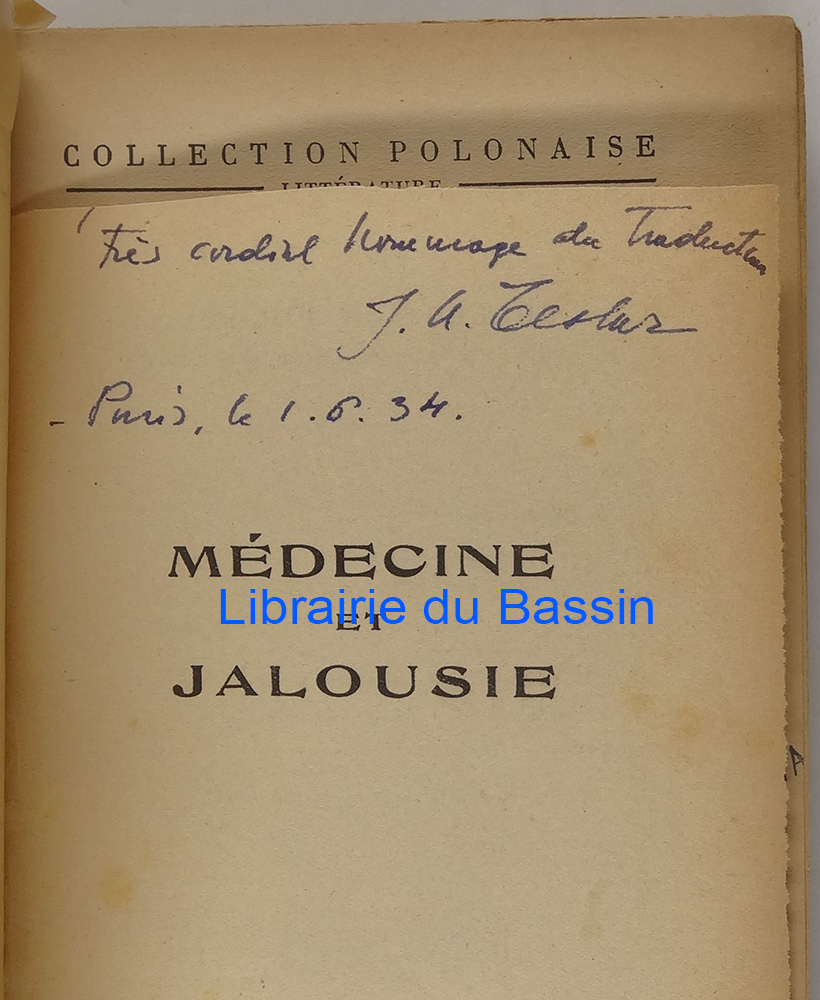 COLLECTION POLONAISE
LITTÉRATURE
Très cordial hommage du Traducteur
J. A. Teslar
- Paris, le 1.6.34.
MÉDECINE
Librairie du Bassin
ET
JALOUSIE